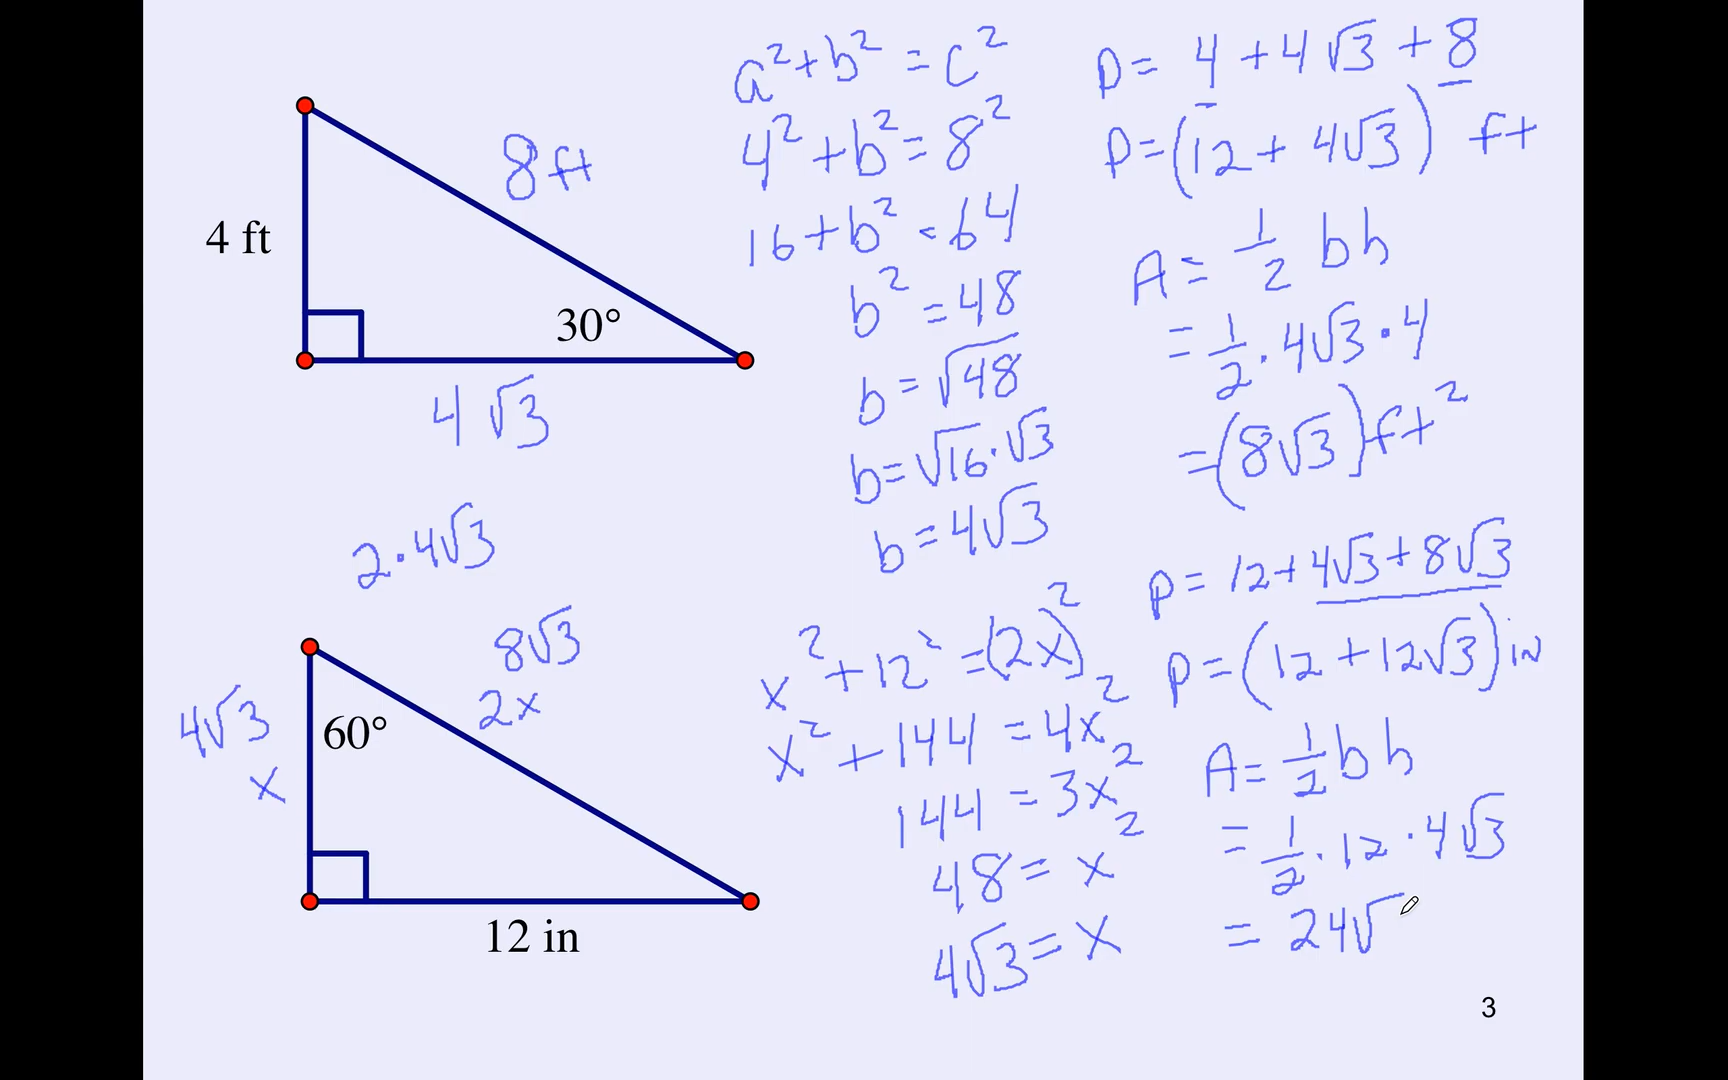 4 ft
8 ft
30°
4√3
a² + b² = c²
4² + b² = 8²
16 + b² = 64
b² = 48
b = √48
b = √16 · √3
b = 4√3
P = 4 + 4√3 + 8
P = (12 + 4√3) ft
A = 1/2 bh
= 1/2 · 4√3 · 4
= (8√3) ft²
2 · 4√3
8√3
2x
4√3
x
60°
12 in
x² + 12² = (2x)²
x² + 144 = 4x²
144 = 3x²
48 = x²
4√3 = x
P = 12 + 4√3 + 8√3
P = (12 + 12√3) in
A = 1/2 bh
= 1/2 · 12 · 4√3
= 24√
3